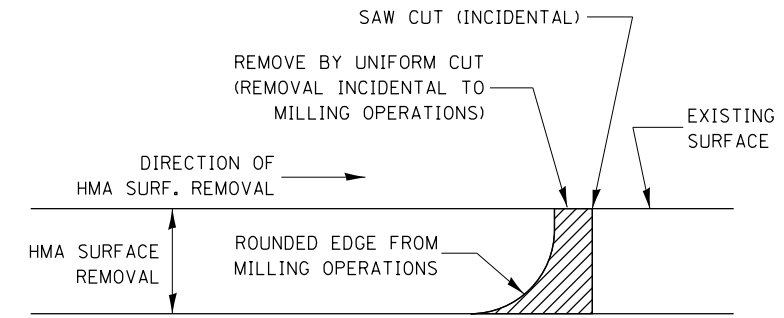 SAW CUT (INCIDENTAL)
REMOVE BY UNIFORM CUT
(REMOVAL INCIDENTAL TO
MILLING OPERATIONS)
EXISTING
SURFACE
DIRECTION OF
HMA SURF. REMOVAL
HMA SURFACE
REMOVAL
ROUNDED EDGE FROM
MILLING OPERATIONS